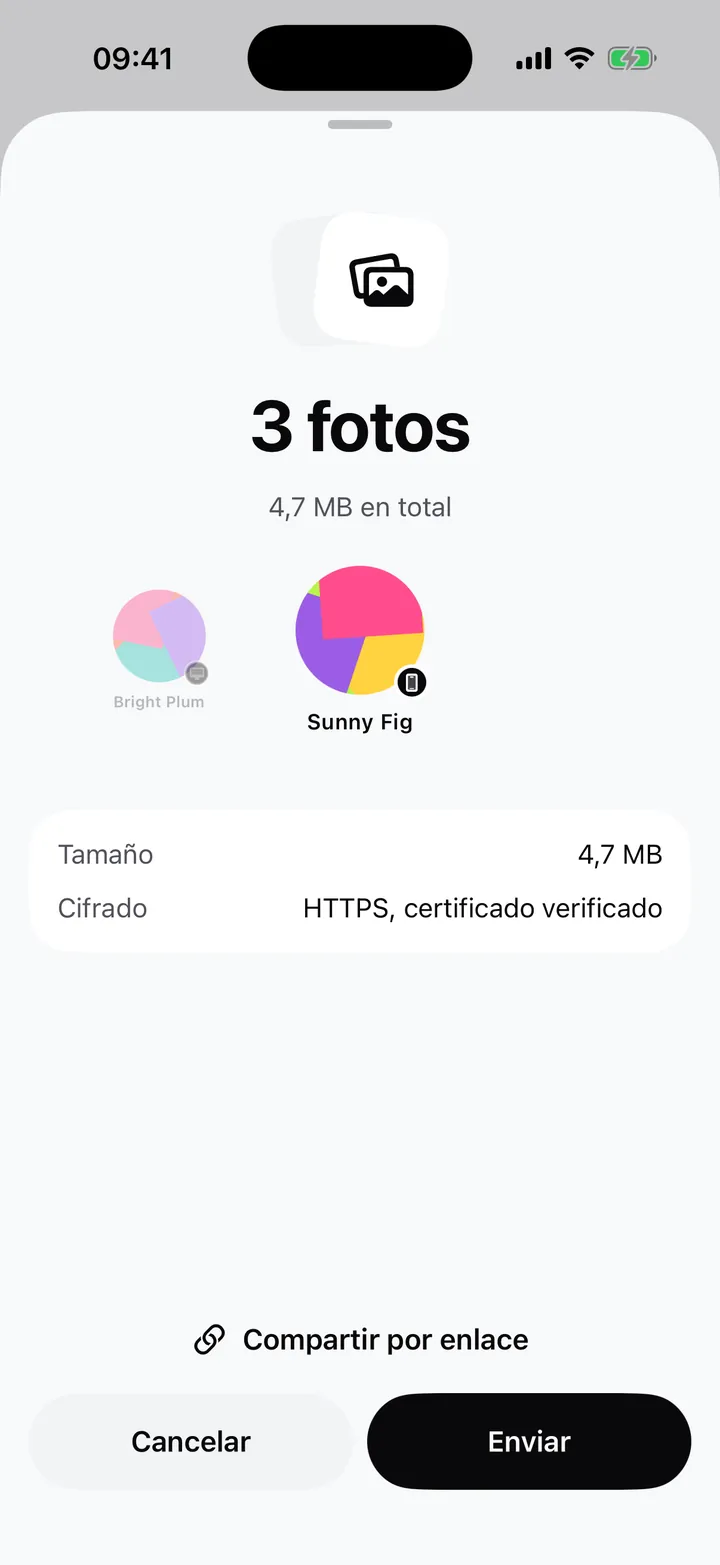 09:41
3 fotos
4,7 MB en total
Bright Plum
Sunny Fig
Tamaño 4,7 MB
Cifrado HTTPS, certificado verificado
Compartir por enlace
Cancelar Enviar